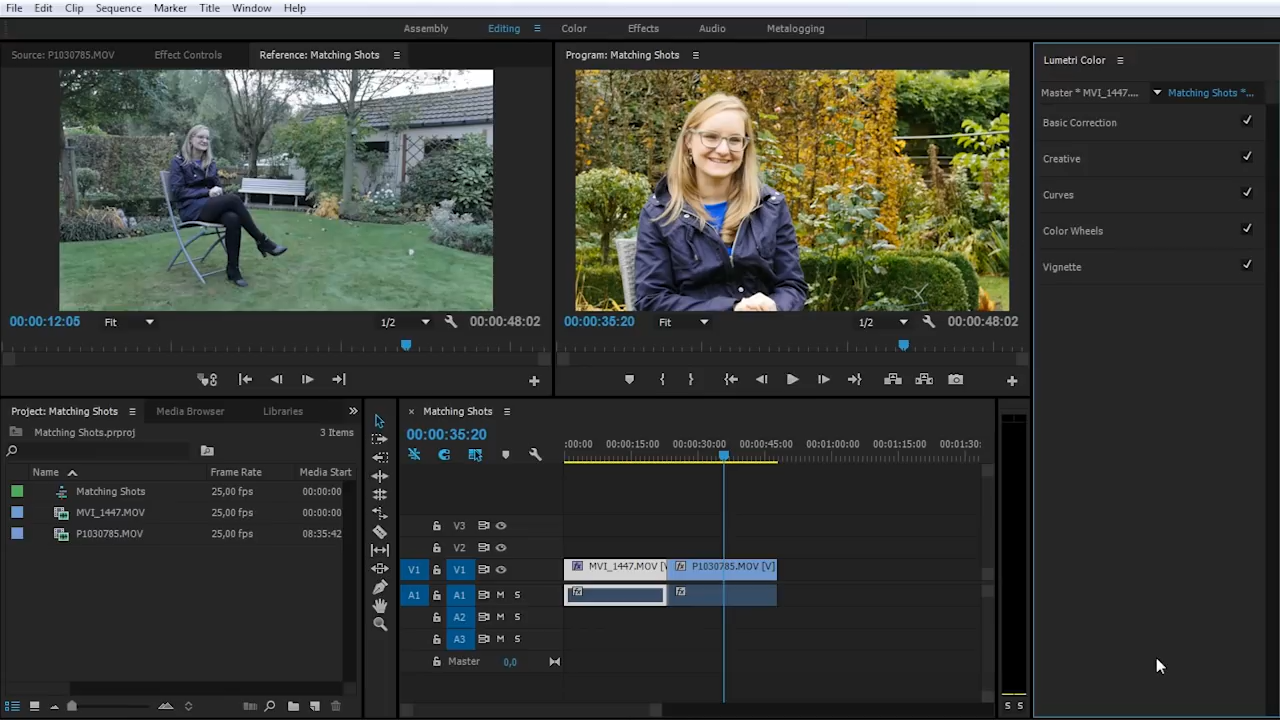 File Edit Clip Sequence Marker Title Window Help
Assembly Editing Color Effects Audio Metalogging
Source: P1030785.MOV Effect Controls Reference: Matching Shots Program: Matching Shots Lumetri Color
Master * MVI_1447.... Matching Shots *...
Basic Correction
Creative
Curves
Color Wheels
Vignette
00:00:12:05 Fit 1/2 00:00:48:02 00:00:35:20 Fit 1/2 00:00:48:02
Project: Matching Shots Media Browser Libraries
Matching Shots.prproj 3 Items
Name Frame Rate Media Start
Matching Shots 25,00 fps 00:00:00
MVI_1447.MOV 25,00 fps 00:00:00
P1030785.MOV 25,00 fps 08:35:42
× Matching Shots
00:00:35:20
:00:00 00:00:15:00 00:00:30:00 00:00:45:00 00:01:00:00 00:01:15:00 00:01:30:
V3
V2
V1 V1 MVI_1447.MOV [V P1030785.MOV [V]
A1 A1 M S
A2 M S
A3 M S
Master 0,0
S S